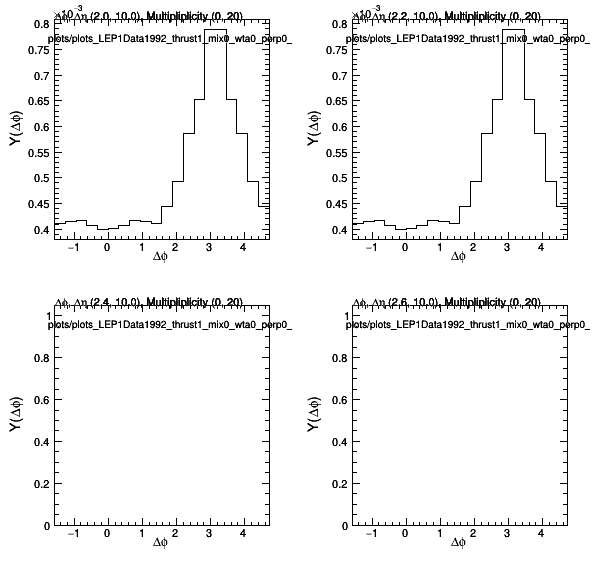 ×10⁻³
Δφ, Δη (2.0, 10.0), Multipliplicity (0, 20)
plots/plots_LEP1Data1992_thrust1_mix0_wta0_perp0_
0.8
0.75
0.7
0.65
0.6
0.55
0.5
0.45
0.4
Y(Δφ)
−1 0 1 2 3 4
Δφ
×10⁻³
Δφ, Δη (2.2, 10.0), Multipliplicity (0, 20)
plots/plots_LEP1Data1992_thrust1_mix0_wta0_perp0_
0.8
0.75
0.7
0.65
0.6
0.55
0.5
0.45
0.4
Y(Δφ)
−1 0 1 2 3 4
Δφ
Δφ, Δη (2.4, 10.0), Multipliplicity (0, 20)
plots/plots_LEP1Data1992_thrust1_mix0_wta0_perp0_
1
0.8
0.6
0.4
0.2
0
Y(Δφ)
−1 0 1 2 3 4
Δφ
Δφ, Δη (2.6, 10.0), Multipliplicity (0, 20)
plots/plots_LEP1Data1992_thrust1_mix0_wta0_perp0_
1
0.8
0.6
0.4
0.2
0
Y(Δφ)
−1 0 1 2 3 4
Δφ